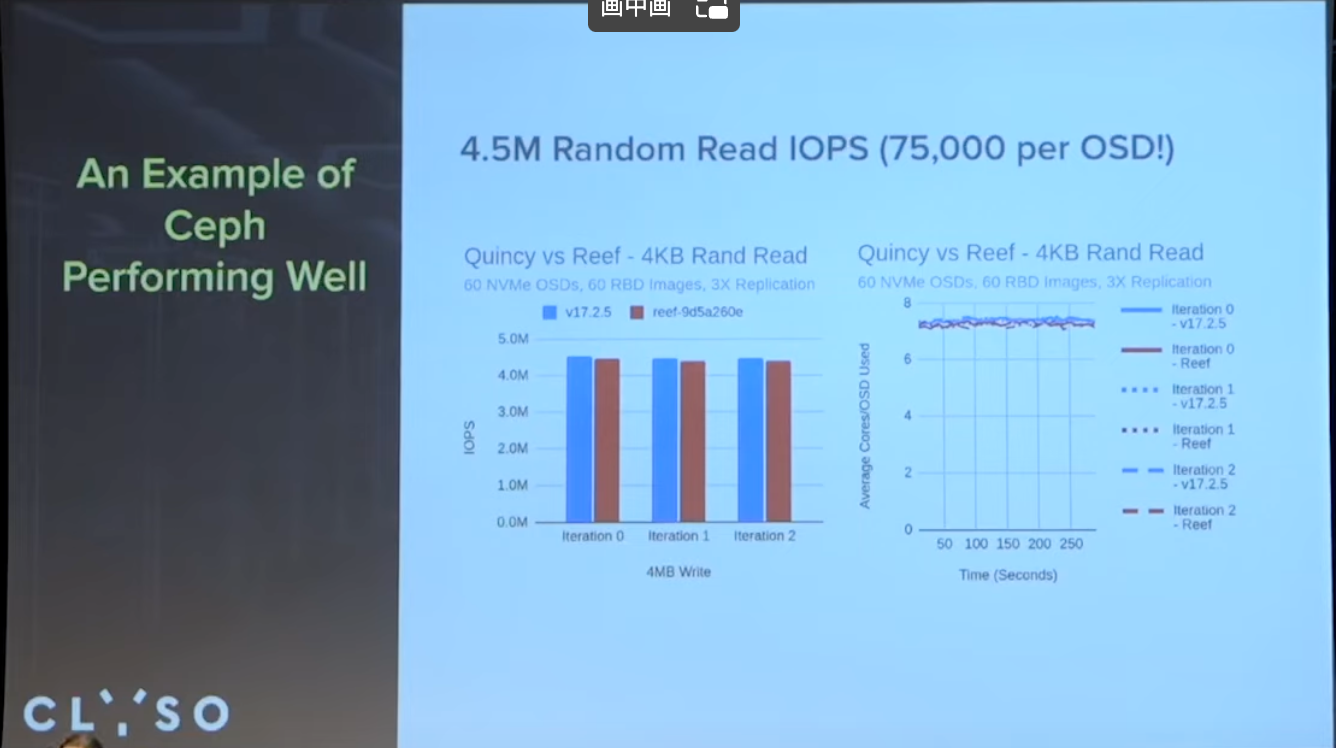 画中画
An Example of
Ceph
Performing Well
4.5M Random Read IOPS (75,000 per OSD!)
Quincy vs Reef - 4KB Rand Read
60 NVMe OSDs, 60 RBD Images, 3X Replication
v17.2.5 reef-9d5a260e
5.0M
4.0M
3.0M
2.0M
1.0M
0.0M
IOPS
Iteration 0 Iteration 1 Iteration 2
4MB Write
Quincy vs Reef - 4KB Rand Read
60 NVMe OSDs, 60 RBD Images, 3X Replication
8
6
4
2
0
Average Cores/OSD Used
50 100 150 200 250
Time (Seconds)
Iteration 0
- v17.2.5
Iteration 0
- Reef
Iteration 1
- v17.2.5
Iteration 1
- Reef
Iteration 2
- v17.2.5
Iteration 2
- Reef
CLYSO